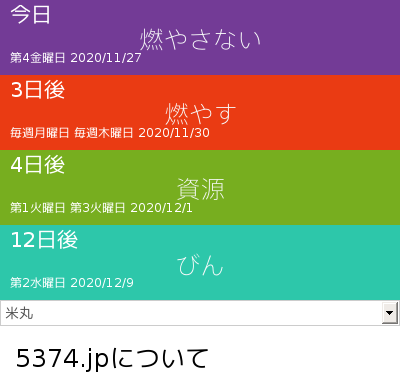 今日
燃やさない
第4金曜日 2020/11/27
3日後
燃やす
毎週月曜日 毎週木曜日 2020/11/30
4日後
資源
第1火曜日 第3火曜日 2020/12/1
12日後
びん
第2水曜日 2020/12/9
米丸
5374.jpについて